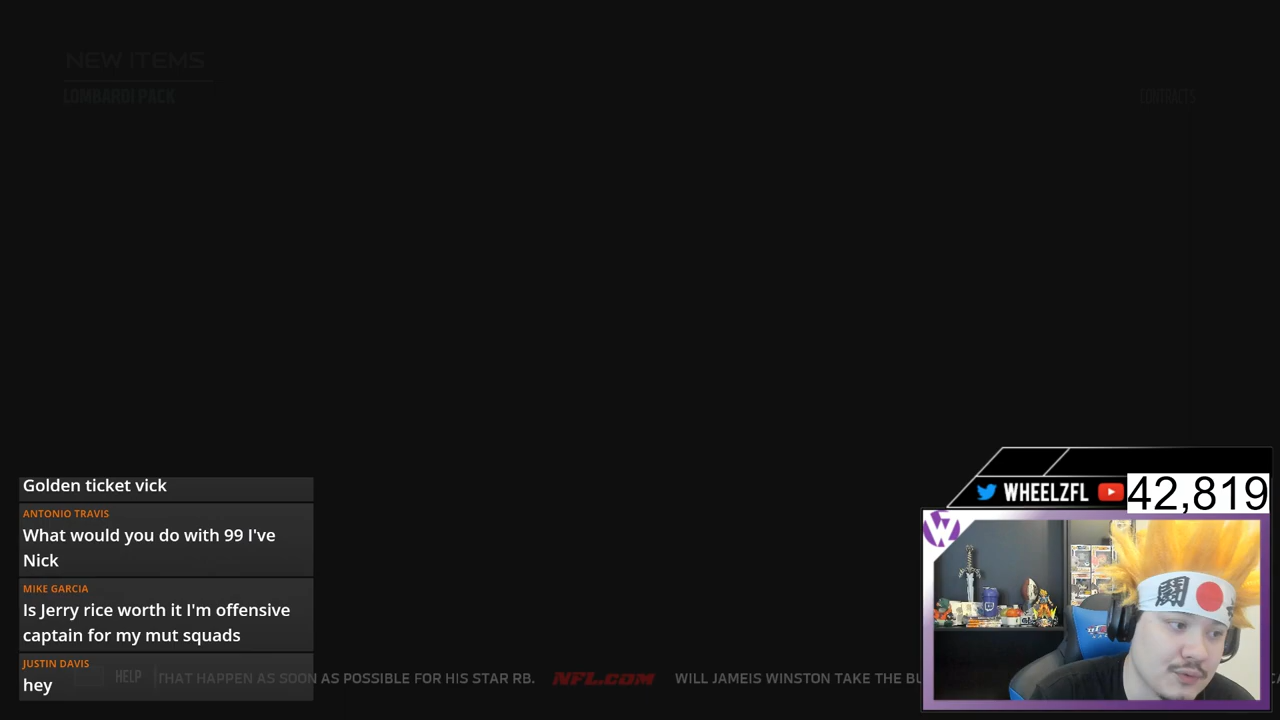 NEW ITEMS
LOMBARDI PACK
CONTRACTS
Golden ticket vick
ANTONIO TRAVIS
What would you do with 99 I've
Nick
MIKE GARCIA
Is Jerry rice worth it I'm offensive
captain for my mut squads
JUSTIN DAVIS
hey
WHEELZFL
42,819
W
闘
HELP
THAT HAPPEN AS SOON AS POSSIBLE FOR HIS STAR RB. NFL.COM WILL JAMEIS WINSTON TAKE THE BU